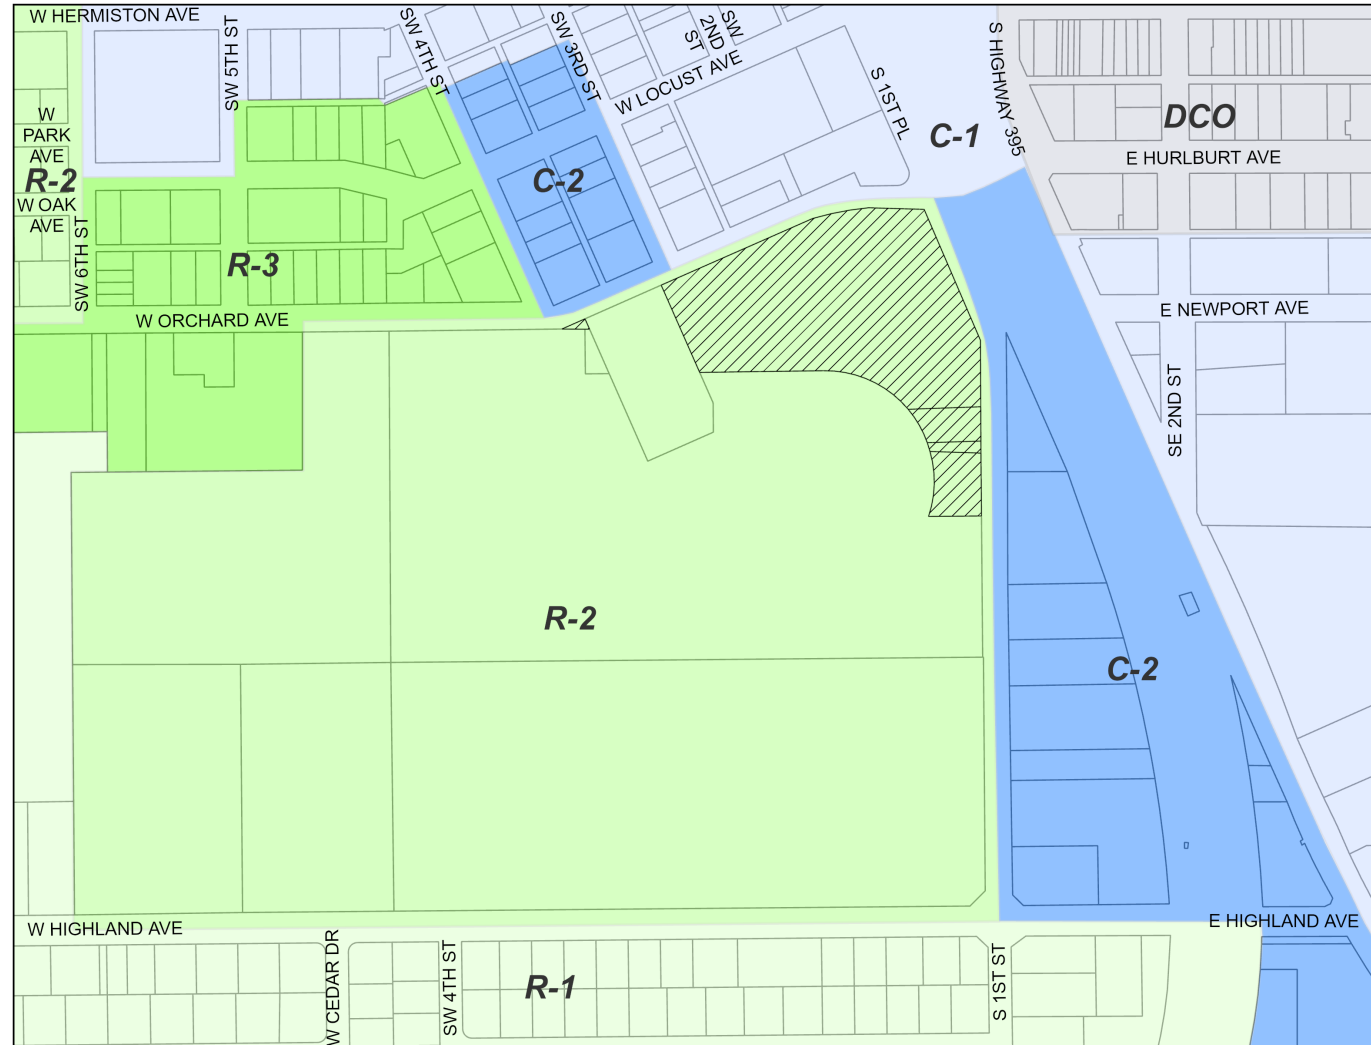 W HERMISTON AVE
SW 5TH ST
SW 4TH ST
SW 3RD ST
SW
2ND
ST
W LOCUST AVE
S 1ST PL
S HIGHWAY 395
C-1
DCO
E HURLBURT AVE
W
PARK
AVE
R-2
W OAK
AVE
SW 6TH ST
C-2
R-3
W ORCHARD AVE
E NEWPORT AVE
SE 2ND ST
R-2
C-2
W HIGHLAND AVE
E HIGHLAND AVE
W CEDAR DR
SW 4TH ST
R-1
S 1ST ST